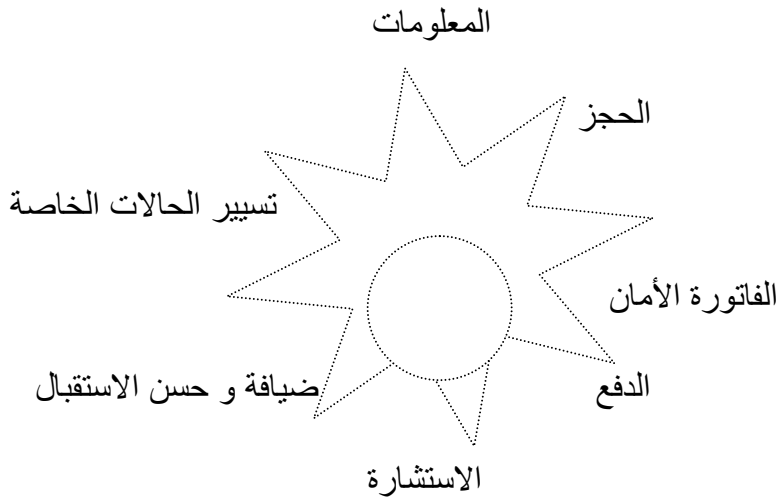 المعلومات
الحجز
تسيير الحالات الخاصة
الفاتورة الأمان
ضيافة و حسن الاستقبال
الدفع
الاستشارة